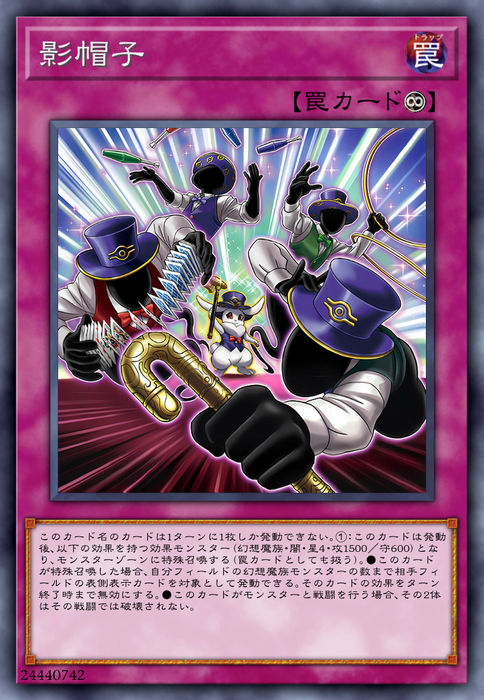 影帽子
トラップ
罠
【罠カード】
このカード名のカードは1ターンに1枚しか発動できない。①:このカードは発動
後、以下の効果を持つ効果モンスター(幻想魔族・闇・星4・攻1500/守600)とな
り、モンスターゾーンに特殊召喚する(罠カードとしても扱う)。●このカード
が特殊召喚した場合、自分フィールドの幻想魔族モンスターの数まで相手フィ
ールドの表側表示カードを対象として発動できる。そのカードの効果をターン
終了時まで無効にする。●このカードがモンスターと戦闘を行う場合、その2体
はその戦闘では破壊されない。
24440742